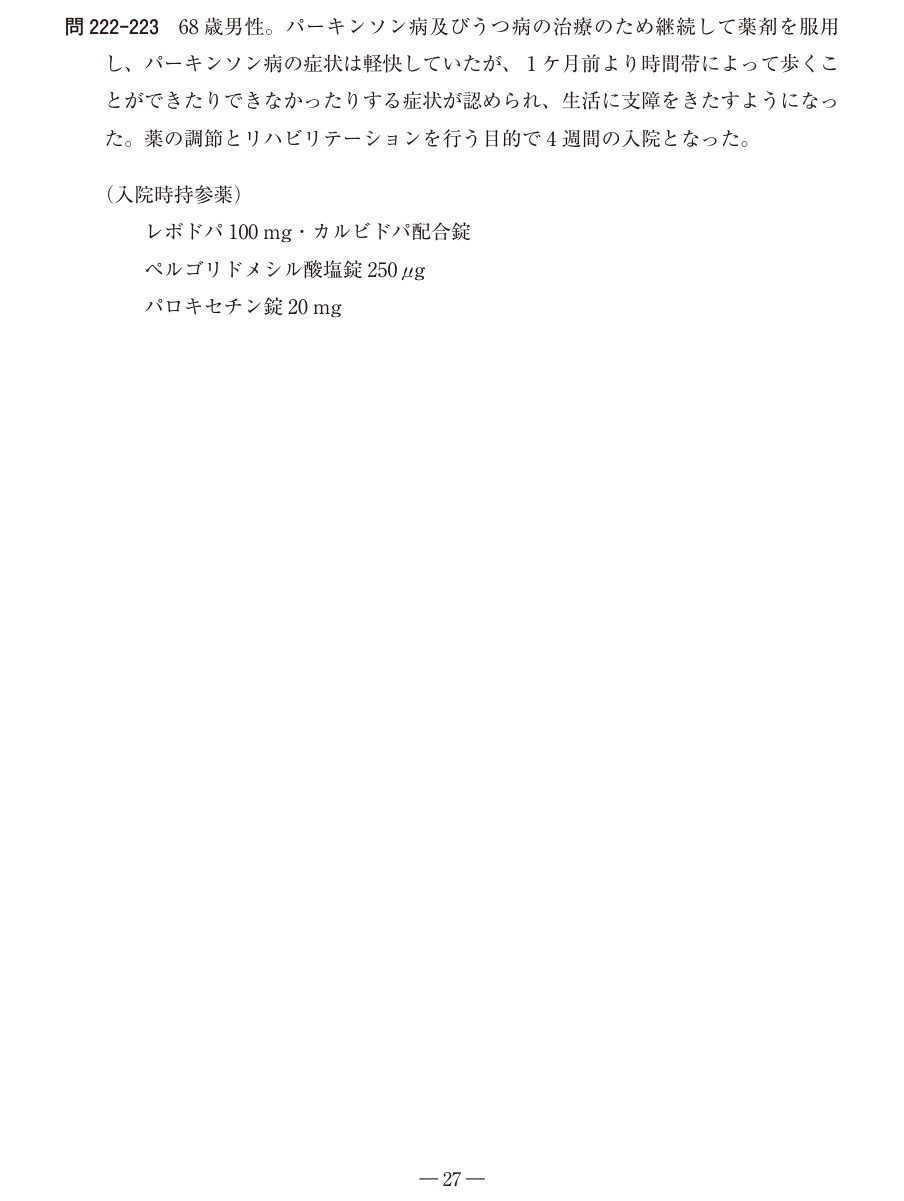 問 222-223　68 歳男性。パーキンソン病及びうつ病の治療のため継続して薬剤を服用
し、パーキンソン病の症状は軽快していたが、１ケ月前より時間帯によって歩くこ
とができたりできなかったりする症状が認められ、生活に支障をきたすようになっ
た。薬の調節とリハビリテーションを行う目的で 4 週間の入院となった。
（入院時持参薬）
レボドパ 100 mg・カルビドパ配合錠
ペルゴリドメシル酸塩錠 250 μg
パロキセチン錠 20 mg
― 27 ―